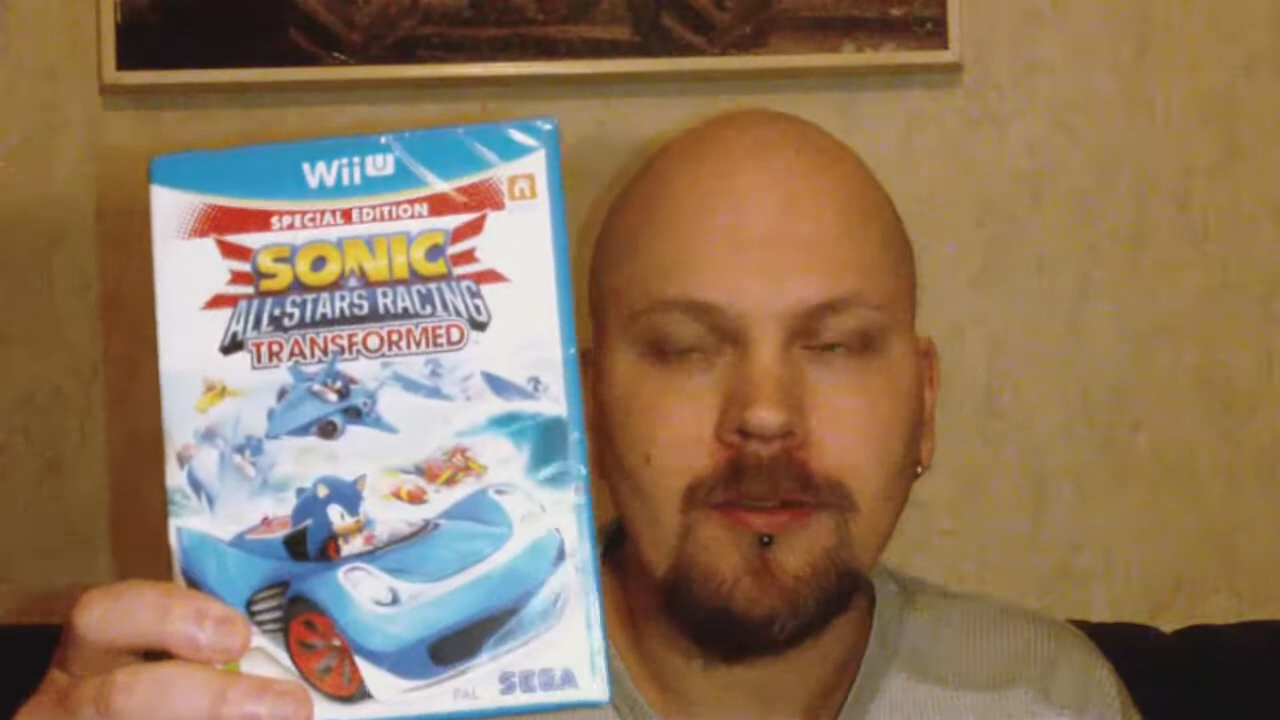 Wii U
SPECIAL EDITION
SONIC
&
ALL·STARS RACING
TRANSFORMED
PAL
SEGA